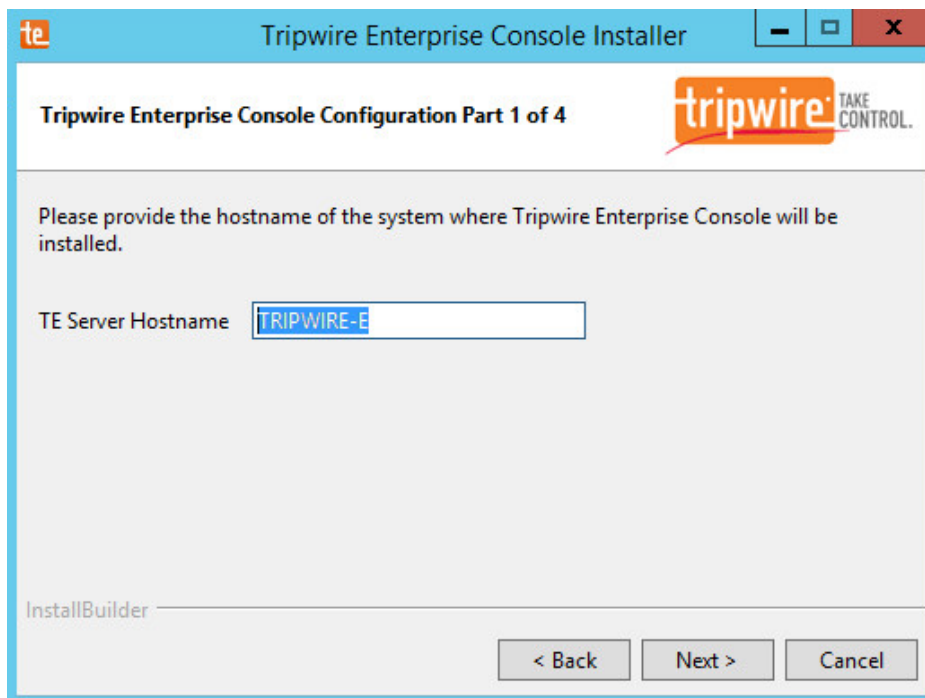 te
Tripwire Enterprise Console Installer
Tripwire Enterprise Console Configuration Part 1 of 4
tripwire
TAKE
CONTROL.
Please provide the hostname of the system where Tripwire Enterprise Console will be
installed.
TE Server Hostname TRIPWIRE-E
InstallBuilder
< Back Next > Cancel